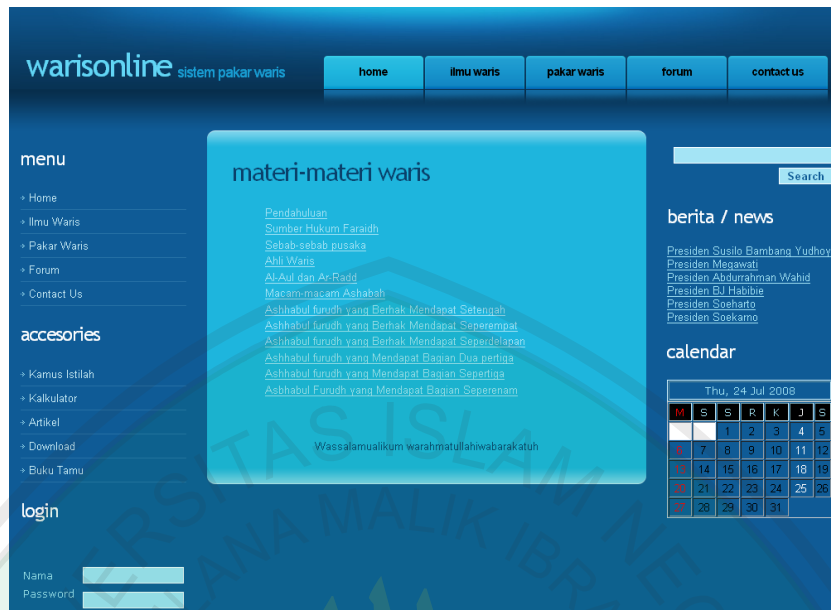 warisonline sistem pakar waris
home ilmu waris pakar waris forum contact us
menu
Home
Ilmu Waris
Pakar Waris
Forum
Contact Us
accesories
Kamus Istilah
Kalkulator
Artikel
Download
Buku Tamu
login
Nama
Password
materi-materi waris
Pendahuluan
Sumber Hukum Faraidh
Sebab-sebab pusaka
Ahli Waris
Al-Aul dan Ar-Radd
Macam-macam Ashabah
Ashhabul furudh yang Berhak Mendapat Setengah
Ashhabul furudh yang Berhak Mendapat Seperempat
Ashhabul furudh yang Berhak Mendapat Seperdelapan
Ashhabul furudh yang Mendapat Bagian Dua pertiga
Ashhabul furudh yang Mendapat Bagian Sepertiga
Asbhabul Furudh yang Mendapat Bagian Seperenam
Wassalamualikum warahmatullahiwabarakatuh
Search
berita / news
Presiden Susilo Bambang Yudhoy
Presiden Megawati
Presiden Abdurrahman Wahid
Presiden BJ Habibie
Presiden Soeharto
Presiden Soekarno
calendar
Thu, 24 Jul 2008
M S S R K J S
1 2 3 4 5
6 7 8 9 10 11 12
13 14 15 16 17 18 19
20 21 22 23 24 25 26
27 28 29 30 31